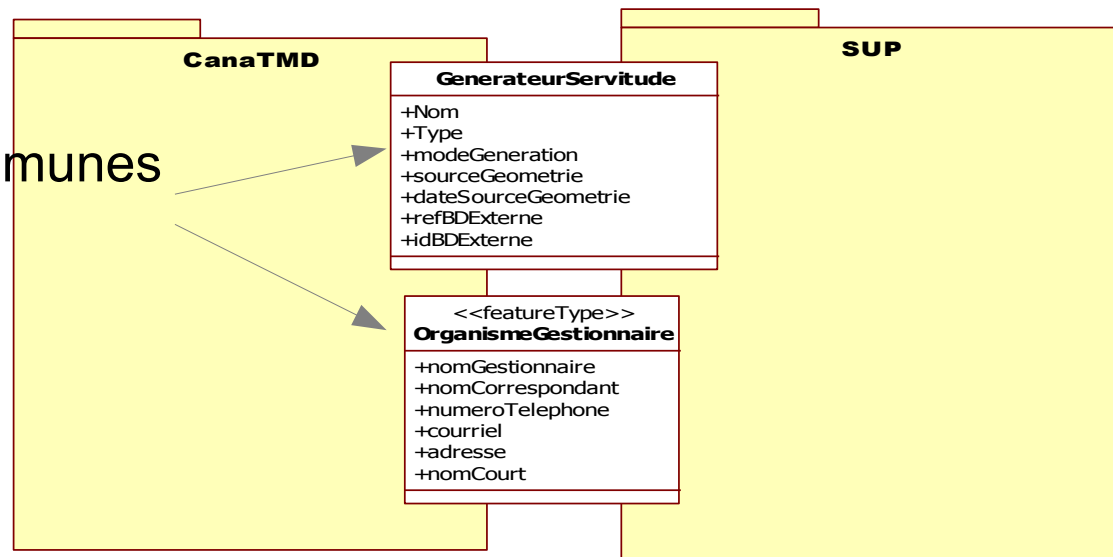 CanaTMD
SUP
GenerateurServitude
+Nom
+Type
+modeGeneration
+sourceGeometrie
+dateSourceGeometrie
+refBDExterne
+idBDExterne
munes
<<featureType>>
OrganismeGestionnaire
+nomGestionnaire
+nomCorrespondant
+numeroTelephone
+courriel
+adresse
+nomCourt